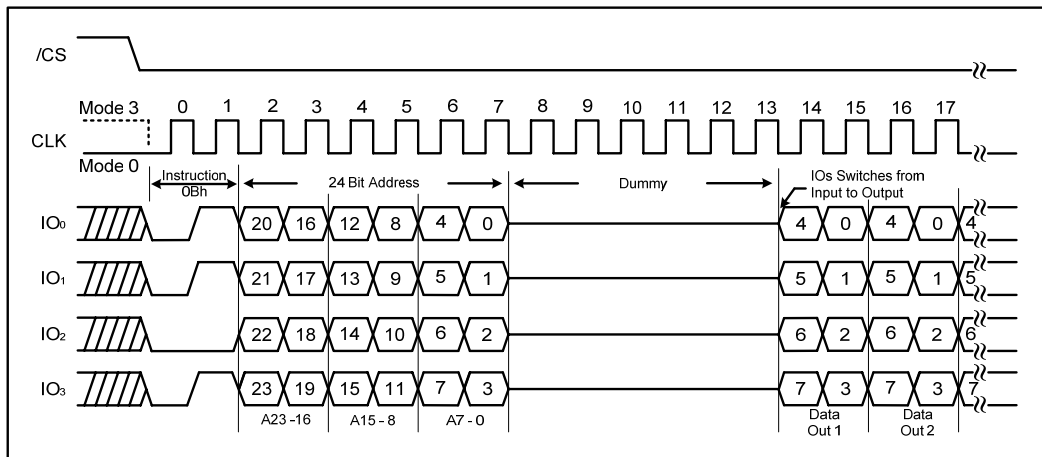 /CS
Mode 3 0 1 2 3 4 5 6 7 8 9 10 11 12 13 14 15 16 17
CLK
Mode 0
Instruction
0Bh
24 Bit Address
Dummy
IOs Switches from
Input to Output
IO0 20 16 12 8 4 0 4 0 4 0 4
IO1 21 17 13 9 5 1 5 1 5 1 5
IO2 22 18 14 10 6 2 6 2 6 2 6
IO3 23 19 15 11 7 3 7 3 7 3 7
A23-16 A15-8 A7-0
Data
Out 1
Data
Out 2